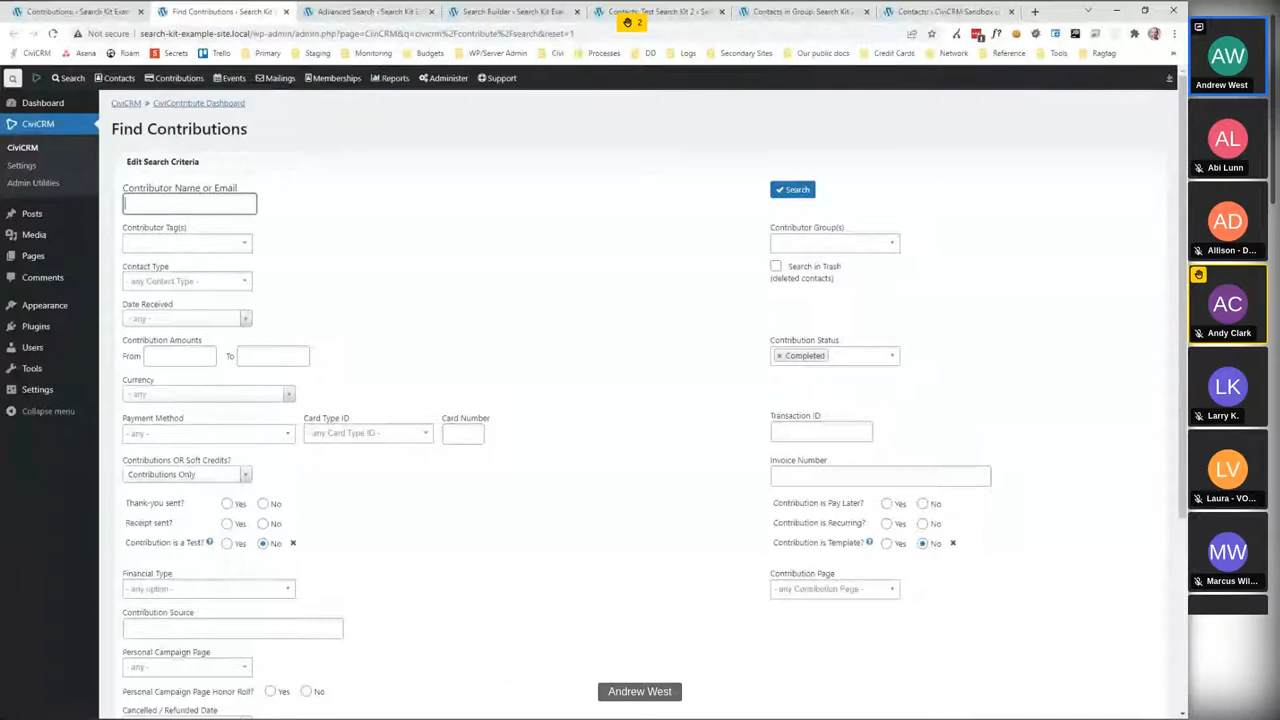 Contributions - Search Kit Ex
Find Contributions - Search Kit
Advanced Search - Search Kit E
Search Builder - Search Kit Exa
Contacts: Test Search Kit 2 - S
Contacts in Group: Search Kit
Contacts: CiviCRM Sandbox o
2
Not secure
search-kit-example-site.local/wp-admin/admin.php?page=CiviCRM&q=civicrm%2Fcontribute%2Fsearch&reset=1
CiviCRM
Asana
Roam
Secrets
Trello
Primary
Staging
Monitoring
Budgets
WP/Server Admin
Civi
Processes
DD
Logs
Secondary Sites
Our public docs
Credit Cards
Network
Reference
Tools
Ragtag
Search
Contacts
Contributions
Events
Mailings
Memberships
Reports
Administer
Support
Dashboard
CiviCRM
CiviCRM
Settings
Admin Utilities
Posts
Media
Pages
Comments
Appearance
Plugins
Users
Tools
Settings
Collapse menu
CiviCRM » CiviContribute Dashboard
Find Contributions
Edit Search Criteria
Contributor Name or Email
Search
Contributor Tag(s)
Contributor Group(s)
Contact Type
- any Contact Type -
Search in Trash
(deleted contacts)
Date Received
- any -
Contribution Amounts
From
To
Contribution Status
× Completed
Currency
- any
Payment Method
- any -
Card Type ID
- any Card Type ID -
Card Number
Transaction ID
Contributions OR Soft Credits?
Contributions Only
Invoice Number
Thank-you sent? Yes No
Contribution is Pay Later? Yes No
Receipt sent? Yes No
Contribution is Recurring? Yes No
Contribution is a Test? Yes No
Contribution is Template? Yes No
Financial Type
- any option -
Contribution Page
- any Contribution Page -
Contribution Source
Personal Campaign Page
- any -
Personal Campaign Page Honor Roll? Yes No
Cancelled / Refunded Date
Andrew West
AW
Andrew West
AL
Abi Lunn
AD
Allison - D...
AC
Andy Clark
LK
Larry K.
LV
Laura - VO...
MW
Marcus Wil...